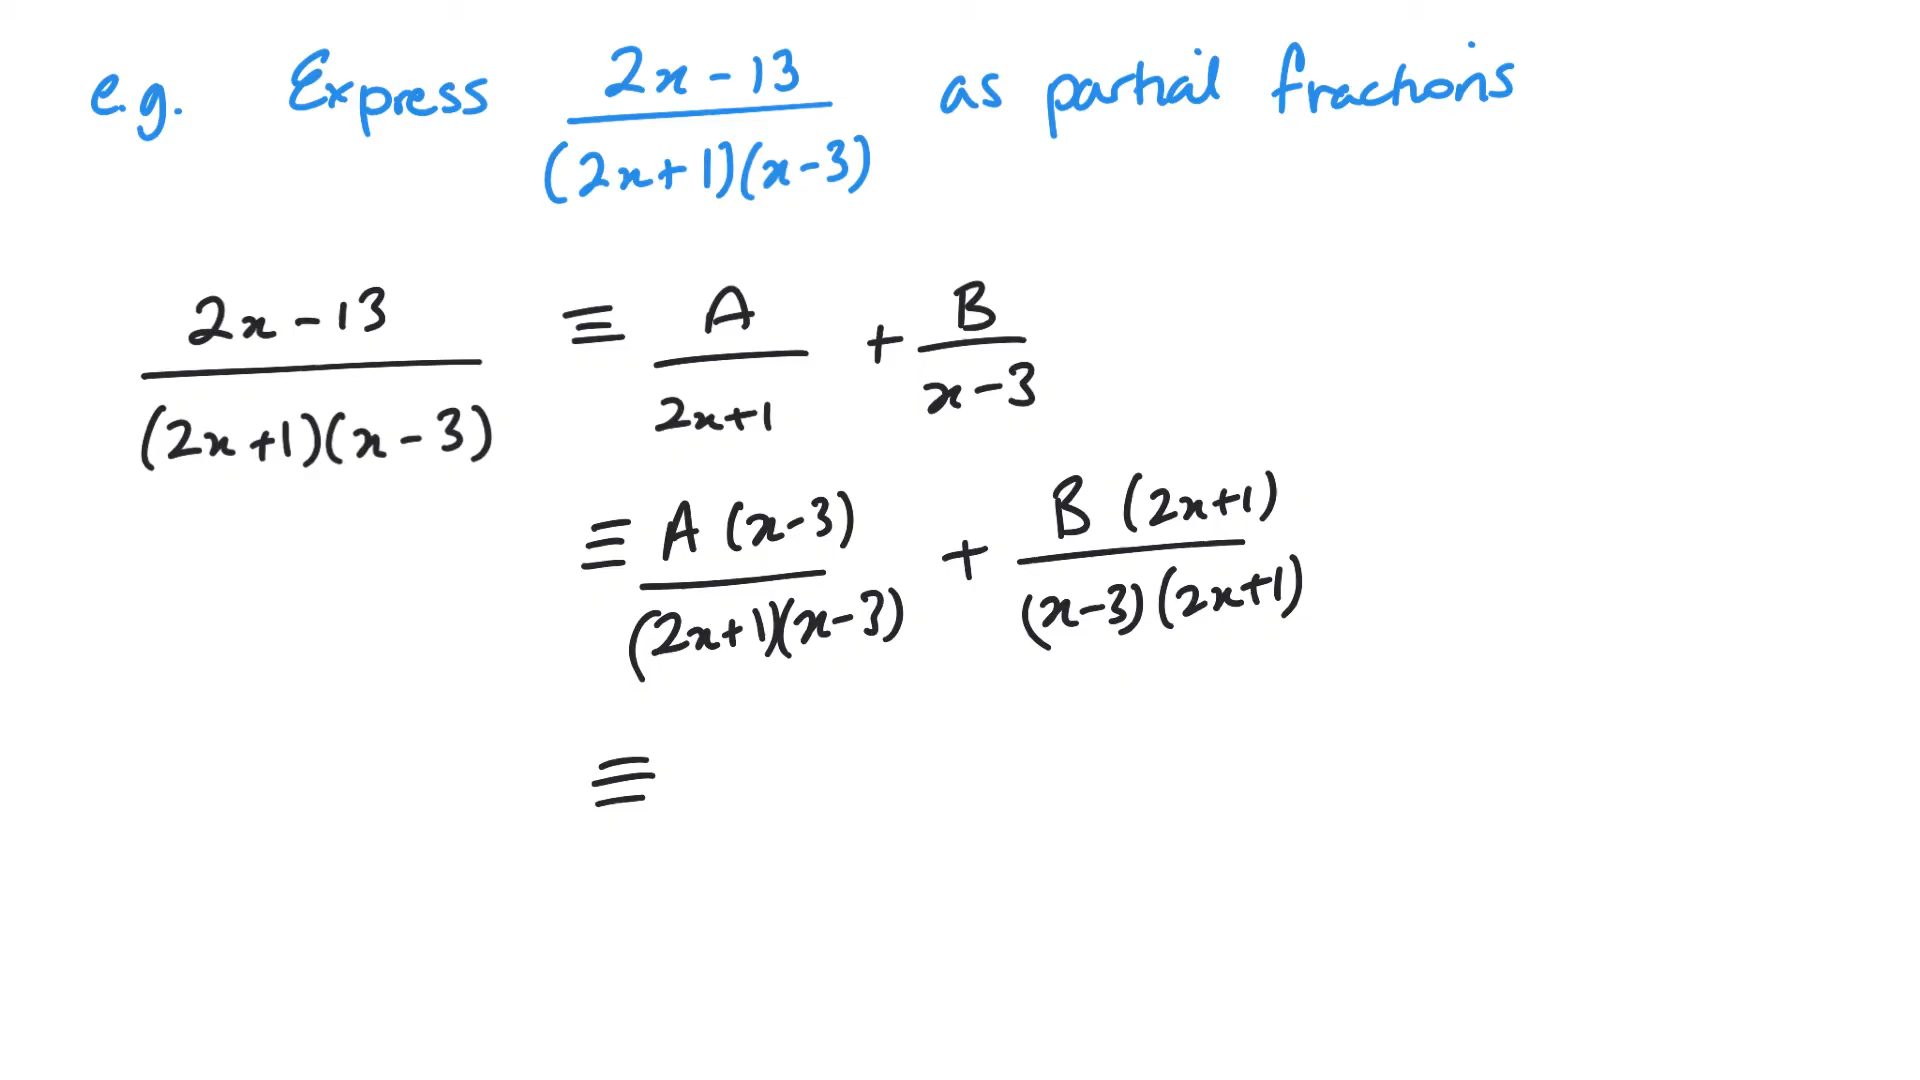 e.g. Express (2x-13)/((2x+1)(x-3)) as partial fractions
(2x-13)/((2x+1)(x-3)) ≡ A/(2x+1) + B/(x-3)
≡ A(x-3)/((2x+1)(x-3)) + B(2x+1)/((x-3)(2x+1))
≡